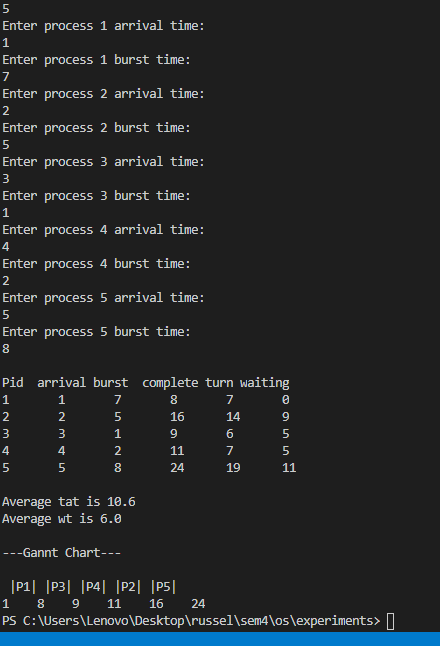 5
Enter process 1 arrival time:
1
Enter process 1 burst time:
7
Enter process 2 arrival time:
2
Enter process 2 burst time:
5
Enter process 3 arrival time:
3
Enter process 3 burst time:
1
Enter process 4 arrival time:
4
Enter process 4 burst time:
2
Enter process 5 arrival time:
5
Enter process 5 burst time:
8
Pid  arrival burst  complete turn waiting
1       1       7       8       7       0
2       2       5       16      14      9
3       3       1       9       6       5
4       4       2       11      7       5
5       5       8       24      19      11
Average tat is 10.6
Average wt is 6.0
---Gannt Chart---
 |P1| |P3| |P4| |P2| |P5|
1    8    9    11    16    24
PS C:\Users\Lenovo\Desktop\russel\sem4\os\experiments>